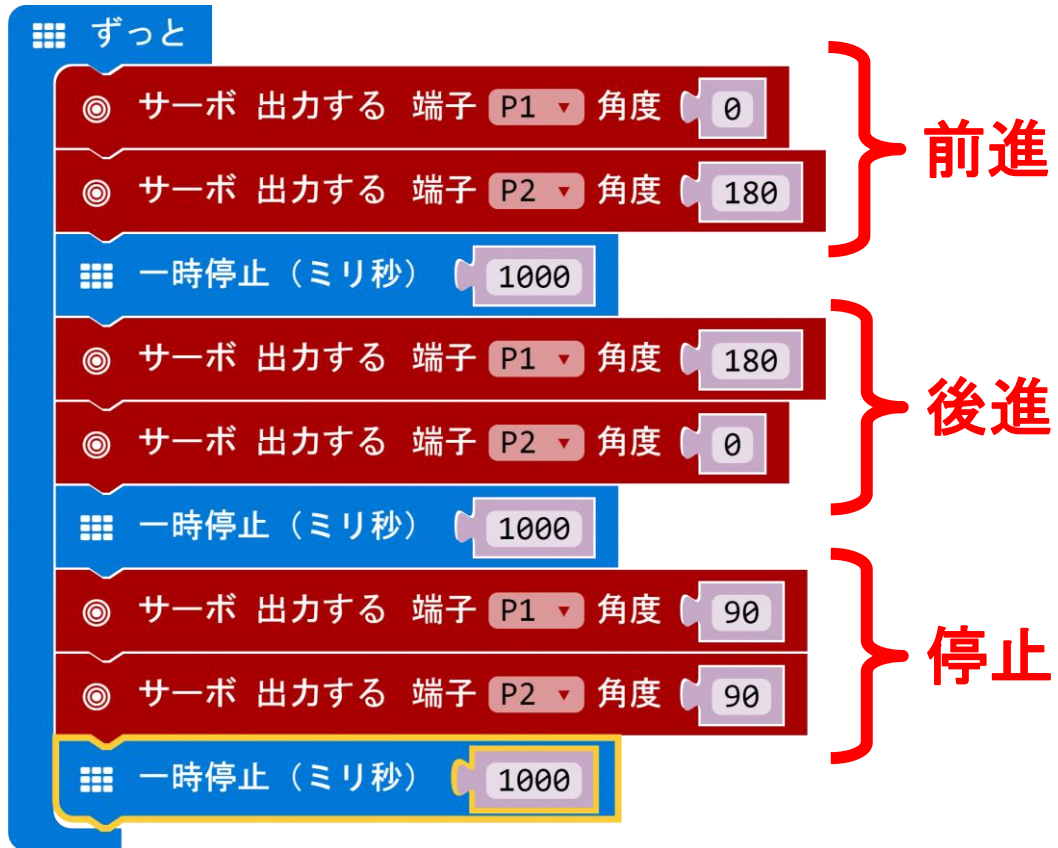 ずっと
サーボ 出力する 端子 P1 角度 0
サーボ 出力する 端子 P2 角度 180
一時停止（ミリ秒） 1000
前進
サーボ 出力する 端子 P1 角度 180
サーボ 出力する 端子 P2 角度 0
一時停止（ミリ秒） 1000
後進
サーボ 出力する 端子 P1 角度 90
サーボ 出力する 端子 P2 角度 90
一時停止（ミリ秒） 1000
停止